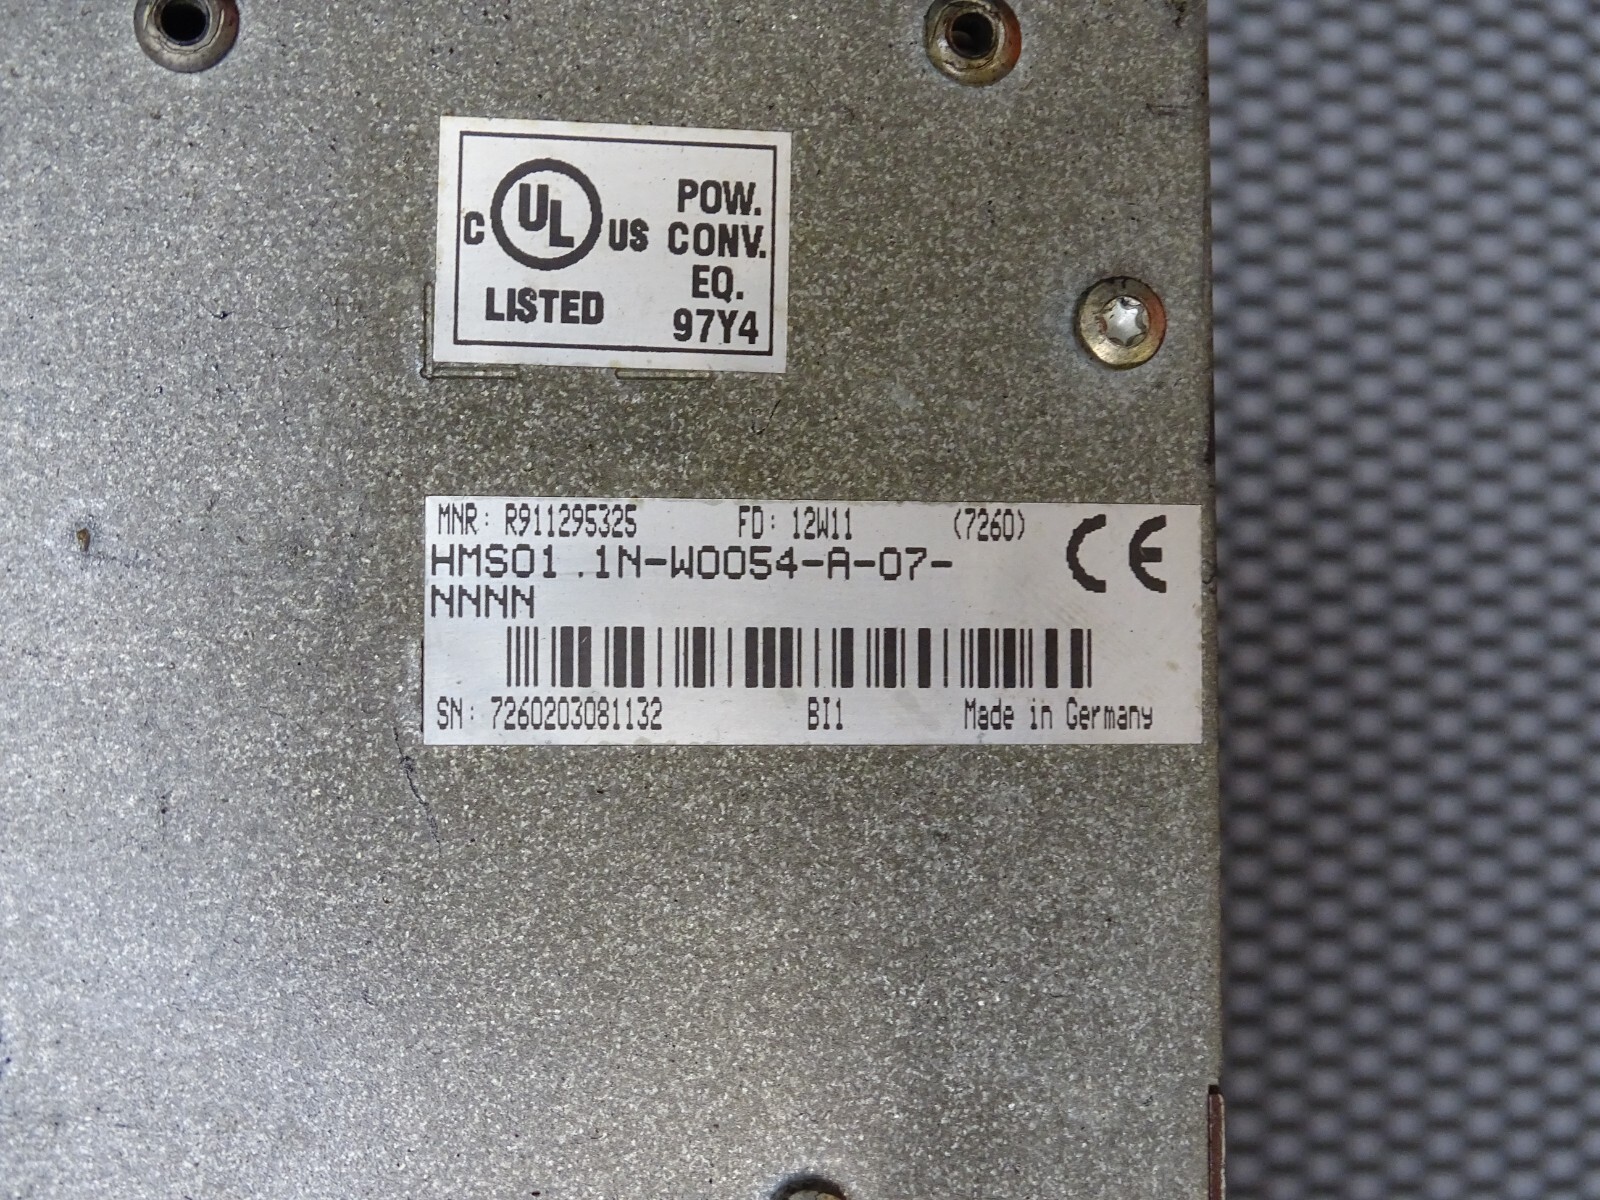 C UL US
LISTED
POW.
CONV.
EQ.
97Y4
MNR: R911295325 FD: 12W11 (7260) CE
HMS01.1N-W0054-A-07-
NNNN
SN: 7260203081132 BI1 Made in Germany